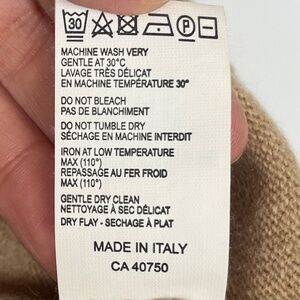 30 P
MACHINE WASH VERY
GENTLE AT 30°C
LAVAGE TRÈS DÉLICAT
EN MACHINE TEMPÉRATURE 30°
DO NOT BLEACH
PAS DE BLANCHIMENT
DO NOT TUMBLE DRY
SÉCHAGE EN MACHINE INTERDIT
IRON AT LOW TEMPERATURE
MAX (110°)
REPASSAGE AU FER FROID
MAX (110°)
GENTLE DRY CLEAN
NETTOYAGE À SEC DÉLICAT
DRY FLAY - SECHAGE À PLAT
MADE IN ITALY
CA 40750